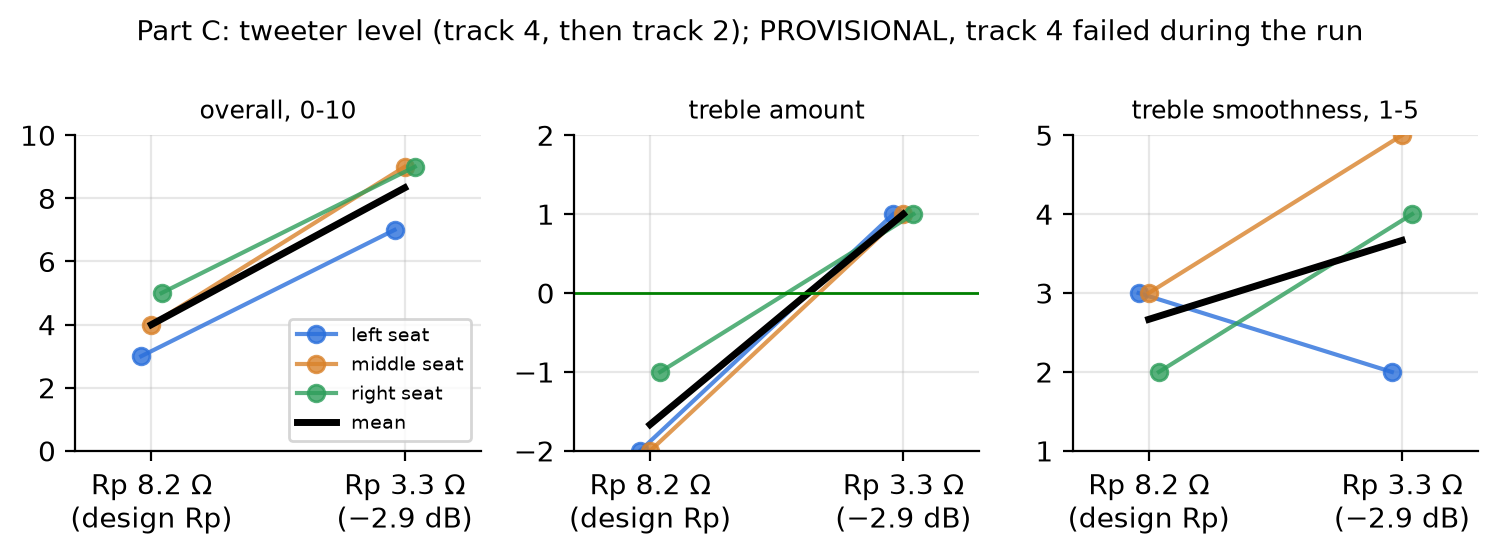 Part C: tweeter level (track 4, then track 2); PROVISIONAL, track 4 failed during the run
overall, 0-10
10
8
6
4
2
0
left seat
middle seat
right seat
mean
Rp 8.2 Ω
(design Rp)
Rp 3.3 Ω
(−2.9 dB)
treble amount
2
1
0
−1
−2
Rp 8.2 Ω
(design Rp)
Rp 3.3 Ω
(−2.9 dB)
treble smoothness, 1-5
5
4
3
2
1
Rp 8.2 Ω
(design Rp)
Rp 3.3 Ω
(−2.9 dB)